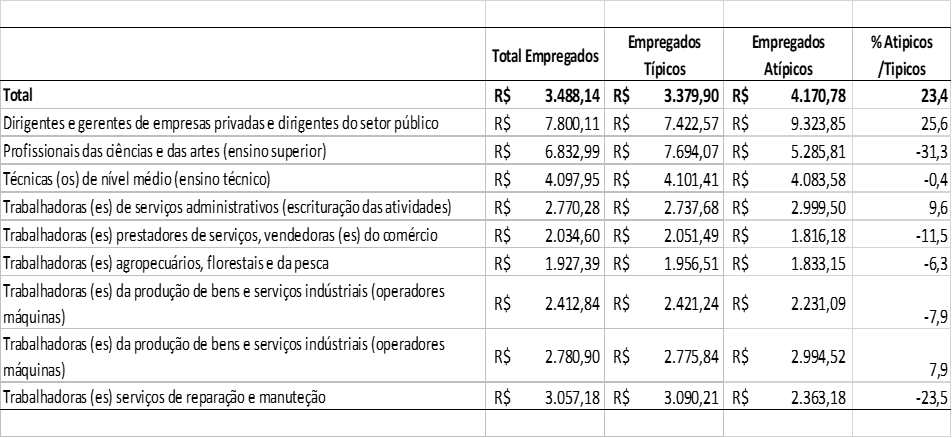 Total Empregados Empregados Típicos Empregados Atípicos % Atipicos /Tipicos
Total R$ 3.488,14 R$ 3.379,90 R$ 4.170,78 23,4
Dirigentes e gerentes de empresas privadas e dirigentes do setor público R$ 7.800,11 R$ 7.422,57 R$ 9.323,85 25,6
Profissionais das ciências e das artes (ensino superior) R$ 6.832,99 R$ 7.694,07 R$ 5.285,81 -31,3
Técnicas (os) de nível médio (ensino técnico) R$ 4.097,95 R$ 4.101,41 R$ 4.083,58 -0,4
Trabalhadoras (es) de serviços administrativos (escrituração das atividades) R$ 2.770,28 R$ 2.737,68 R$ 2.999,50 9,6
Trabalhadoras (es) prestadores de serviços, vendedoras (es) do comércio R$ 2.034,60 R$ 2.051,49 R$ 1.816,18 -11,5
Trabalhadoras (es) agropecuários, florestais e da pesca R$ 1.927,39 R$ 1.956,51 R$ 1.833,15 -6,3
Trabalhadoras (es) da produção de bens e serviços indústriais (operadores
máquinas) R$ 2.412,84 R$ 2.421,24 R$ 2.231,09 -7,9
Trabalhadoras (es) da produção de bens e serviços indústriais (operadores
máquinas) R$ 2.780,90 R$ 2.775,84 R$ 2.994,52 7,9
Trabalhadoras (es) serviços de reparação e manuteção R$ 3.057,18 R$ 3.090,21 R$ 2.363,18 -23,5